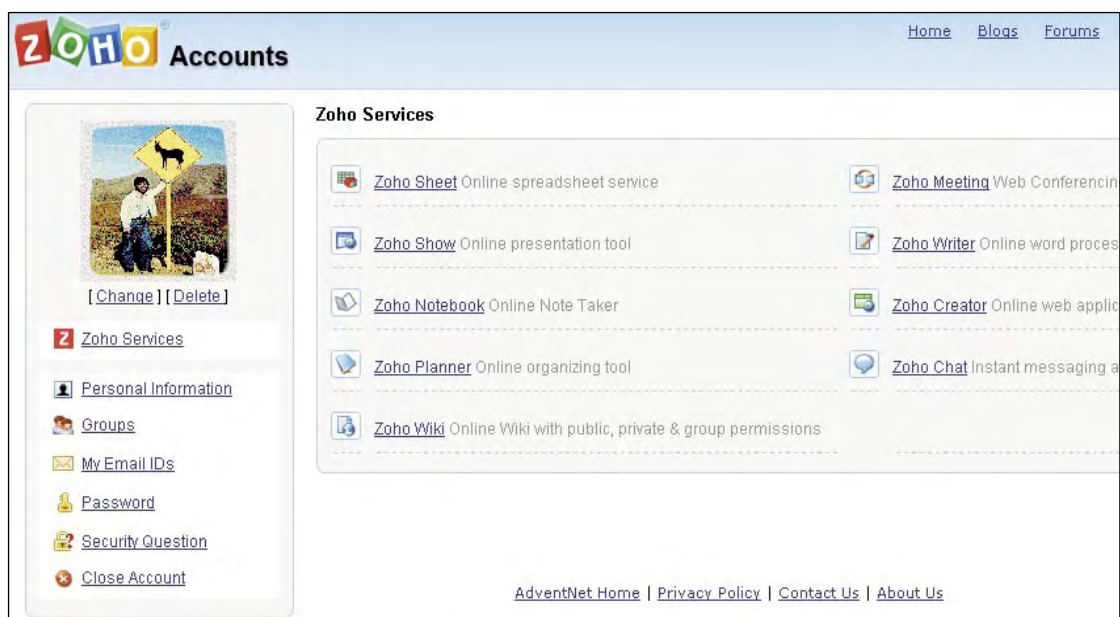 ZOHO® Accounts
Home Blogs Forums
[ Change ] [ Delete ]
Z Zoho Services
Personal Information
Groups
My Email IDs
Password
Security Question
Close Account
Zoho Services
Zoho Sheet Online spreadsheet service
Zoho Show Online presentation tool
Zoho Notebook Online Note Taker
Zoho Planner Online organizing tool
Zoho Wiki Online Wiki with public, private & group permissions
Zoho Meeting Web Conferencin
Zoho Writer Online word proces
Zoho Creator Online web applic
Zoho Chat Instant messaging a
AdventNet Home | Privacy Policy | Contact Us | About Us